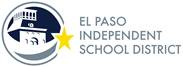 EL PASO
INDEPENDENT
SCHOOL DISTRICT